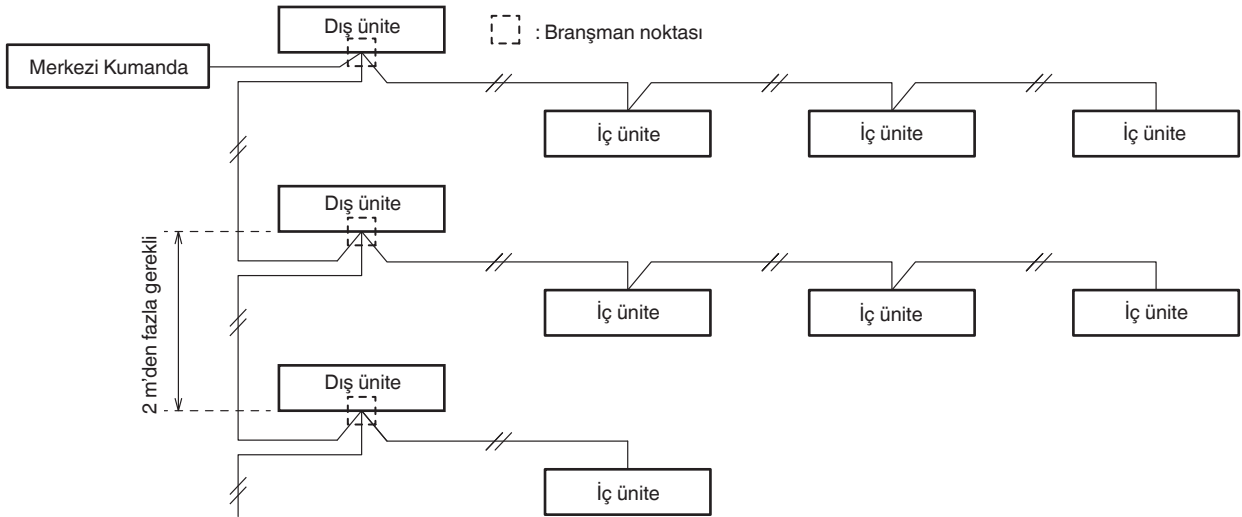 Dış ünite
: Branşman noktası
Merkezi Kumanda
İç ünite
İç ünite
İç ünite
Dış ünite
2 m'den fazla gerekli
İç ünite
İç ünite
İç ünite
Dış ünite
İç ünite